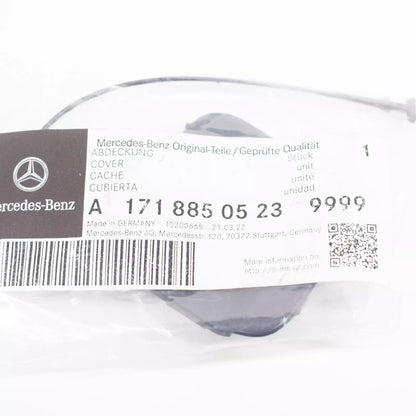 Mercedes-Benz
Mercedes-Benz Original-Teile/Geprüfte Qualität
ABDECKUNG Stück 1
COVER unit
CACHE unité
CUBIERTA unidad
A 171 885 05 23 9999
Made in GERMANY 10200665 21.03.22
Mercedes-Benz AG, Mercedesstr.120, 70372 Stuttgart, Germany
More information on
http://p.mb-qr.com